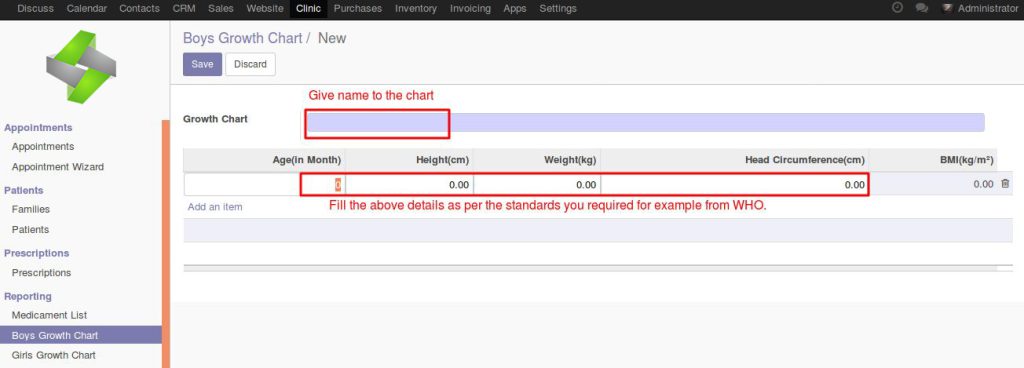 Discuss Calendar Contacts CRM Sales Website Clinic Purchases Inventory Invoicing Apps Settings Administrator
Boys Growth Chart / New
Save Discard
Give name to the chart
Growth Chart
Age(In Month) Height(cm) Weight(kg) Head Circumference(cm) BMI(kg/m²)
0 0.00 0.00 0.00 0.00
Add an item
Fill the above details as per the standards you required for example from WHO.
Appointments
Appointments
Appointment Wizard
Patients
Families
Patients
Prescriptions
Prescriptions
Reporting
Medicament List
Boys Growth Chart
Girls Growth Chart